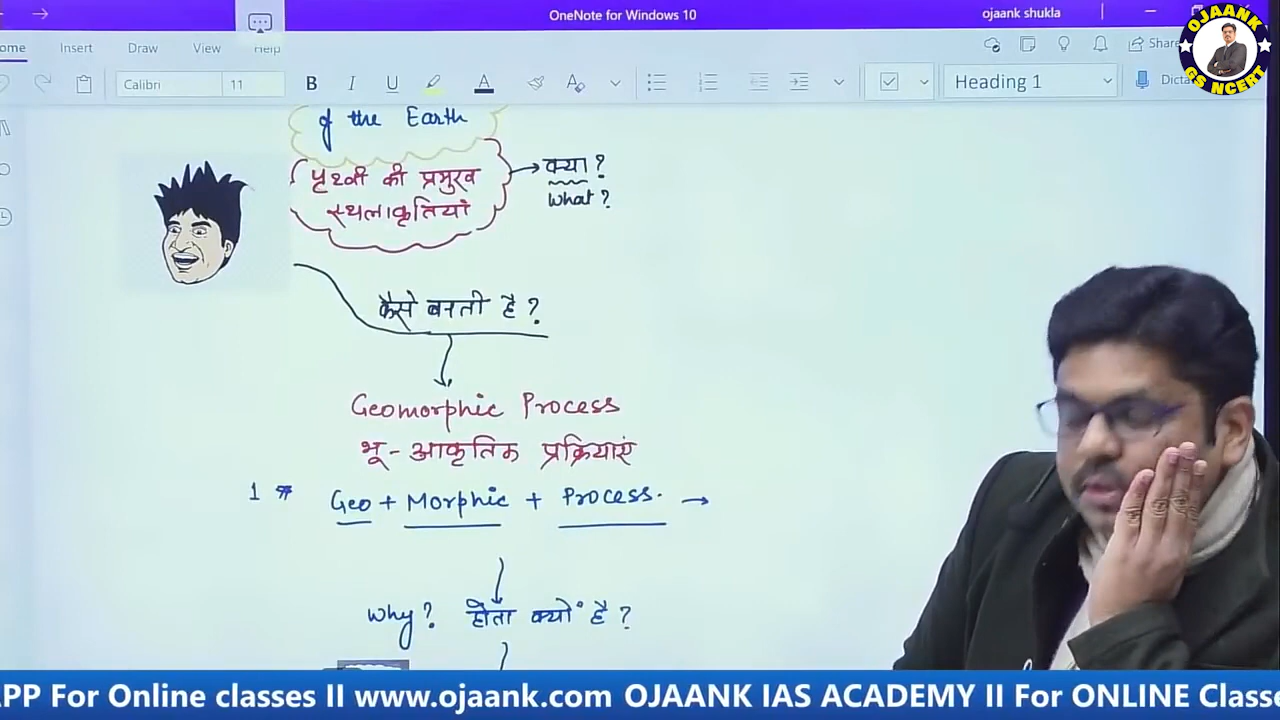 OneNote for Windows 10
ojaank shukla
ome Insert Draw View Help
Share
Calibri 11 B I U A Heading 1 Dicta
OJAANK
GS NCERT
of the Earth
पृथ्वी की प्रमुख
स्थलाकृतियां
क्या?
What?
कैसे बनती है?
Geomorphic Process
भू-आकृतिक प्रक्रियाएं
1 Geo + Morphic + Process. →
Why? होता क्यों है?
APP For Online classes II www.ojaank.com OJAANK IAS ACADEMY II For ONLINE Classe